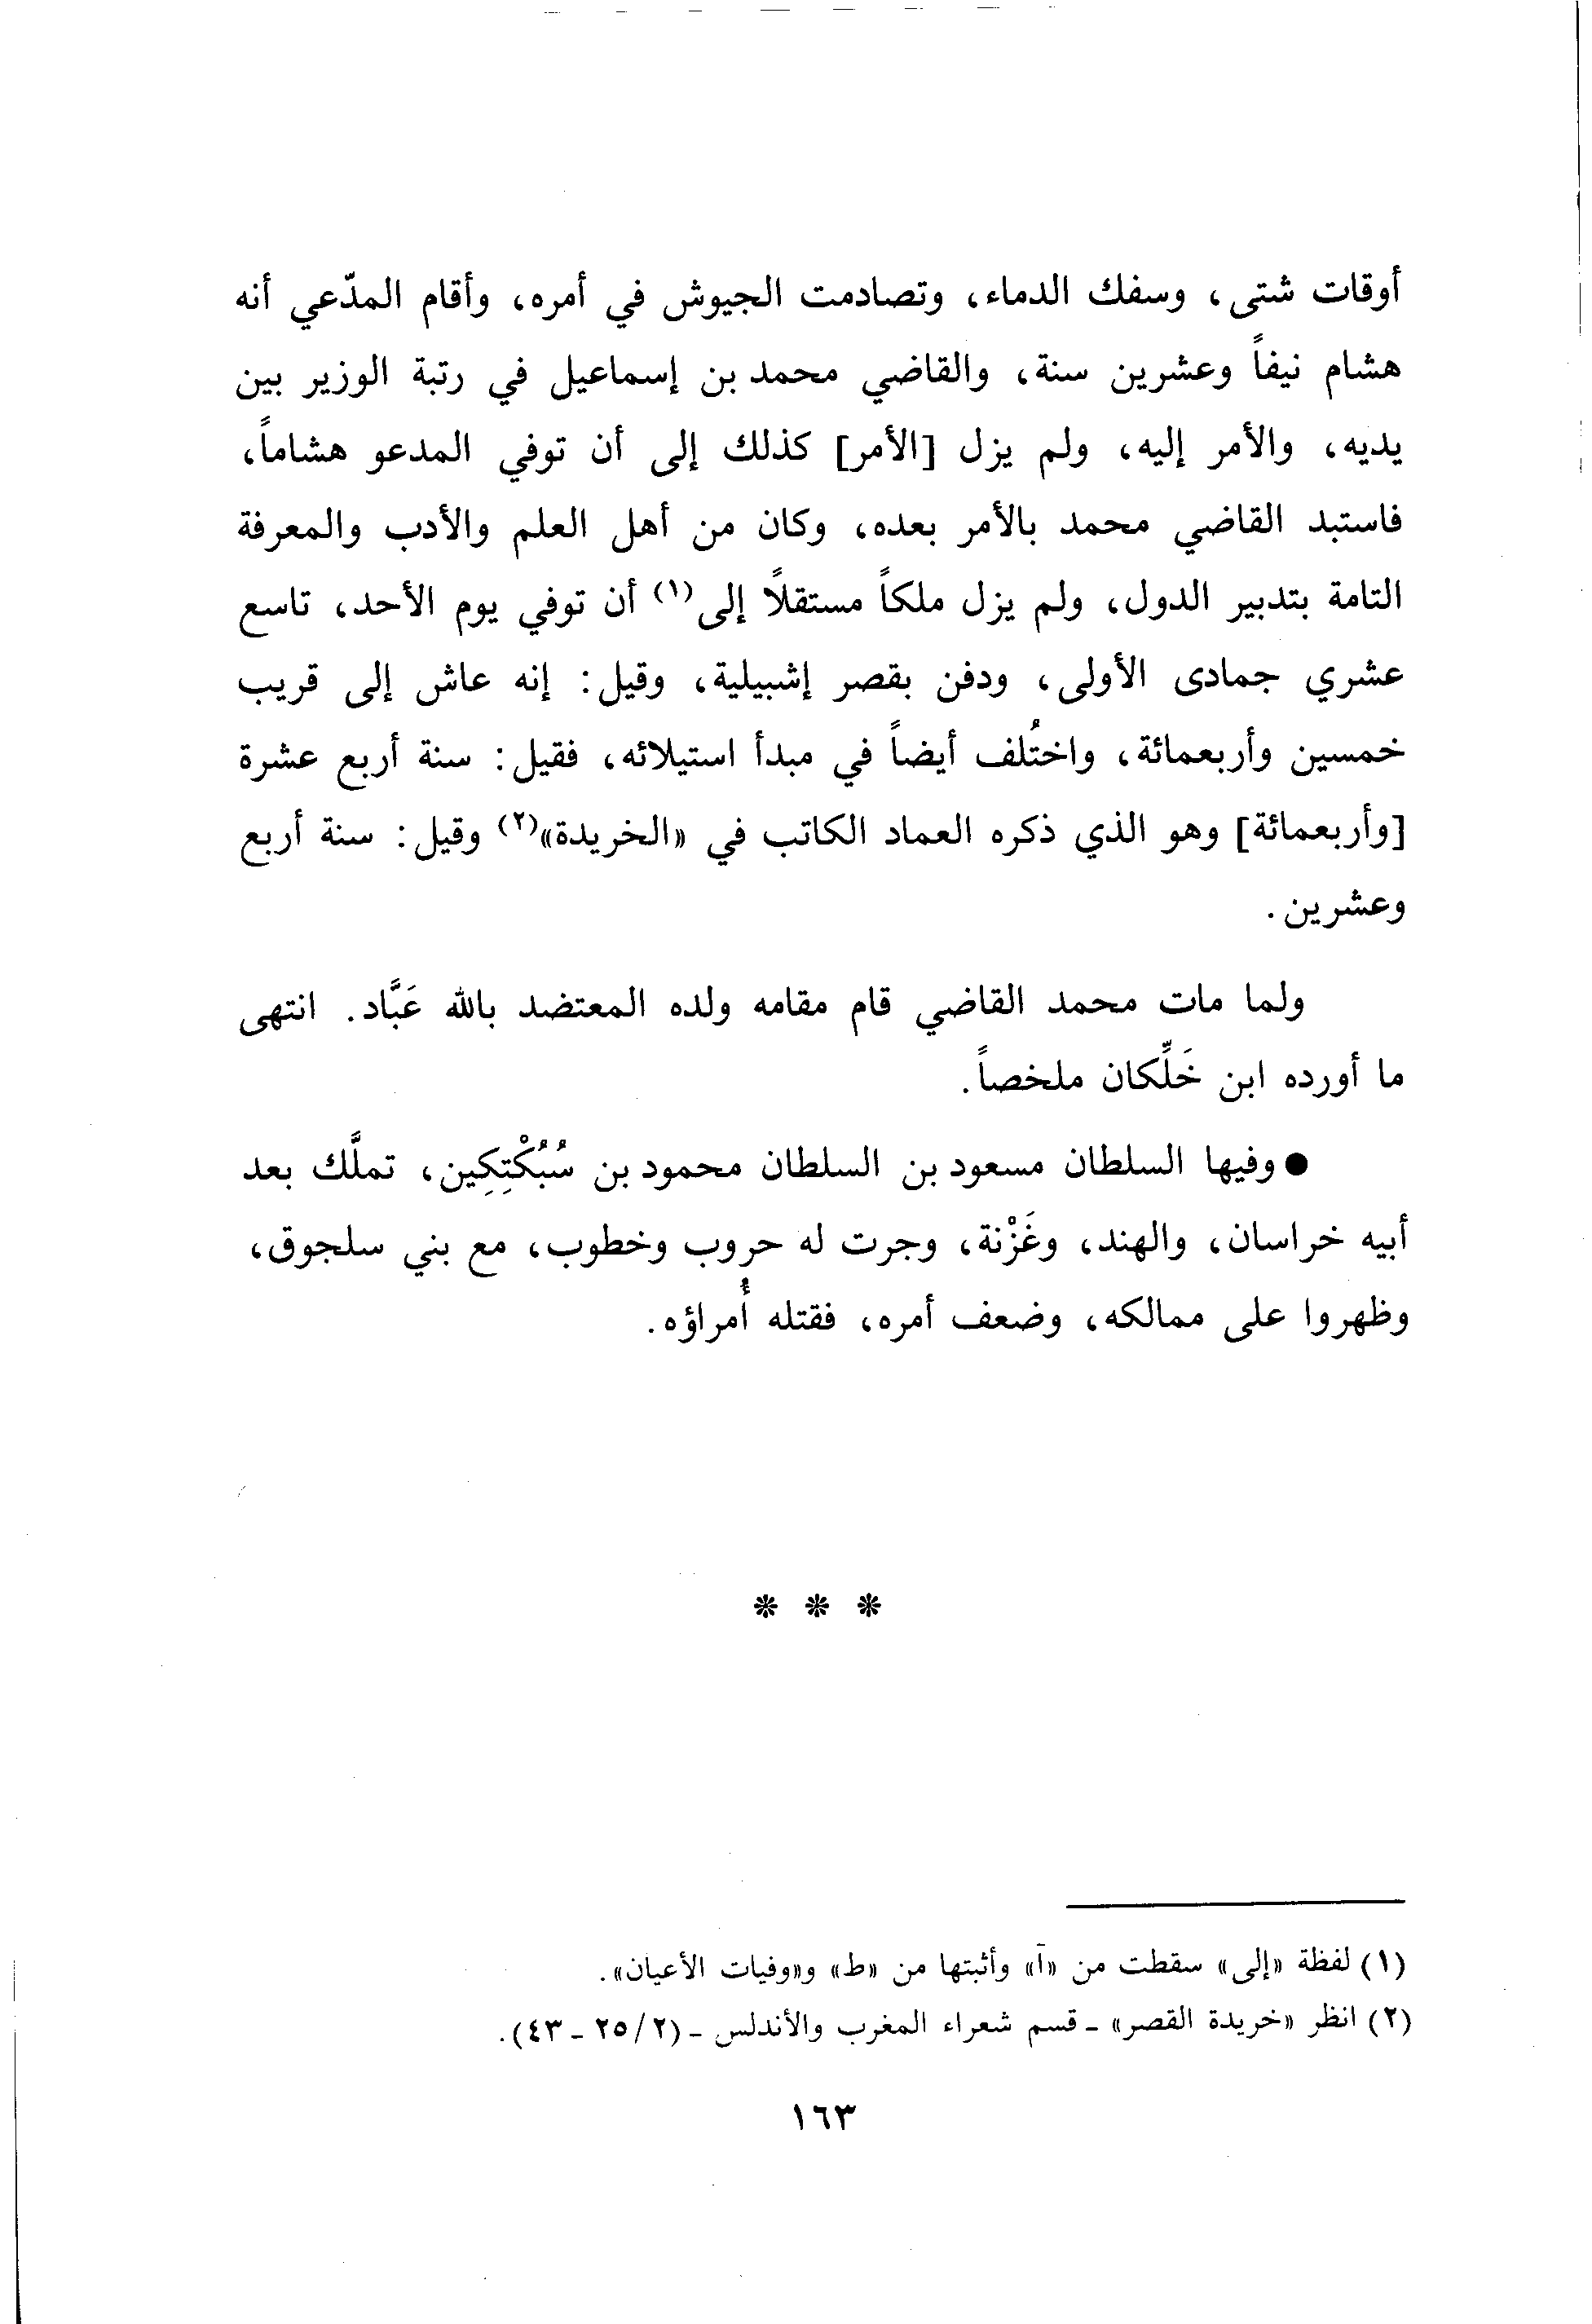 أوقات شتى، وسفك الدماء، وتصادمت الجيوش في أمره، وأقام المدّعي أنه
هشام نيفاً وعشرين سنة، والقاضي محمد بن إسماعيل في رتبة الوزير بين
يديه، والأمر إليه، ولم يزل [الأمر] كذلك إلى أن توفي المدعو هشاماً،
فاستبد القاضي محمد بالأمر بعده، وكان من أهل العلم والأدب والمعرفة
التامة بتدبير الدول، ولم يزل ملكاً مستقلاً إلى(١) أن توفي يوم الأحد، تاسع
عشري جمادى الأولى، ودفن بقصر إشبيلية، وقيل: إنه عاش إلى قريب
خمسين وأربعمائة، واختُلف أيضاً في مبدأ استيلائه، فقيل: سنة أربع عشرة
[وأربعمائة] وهو الذي ذكره العماد الكاتب في «الخريدة»(٢) وقيل: سنة أربع
وعشرين.
ولما مات محمد القاضي قام مقامه ولده المعتضد بالله عَبَّاد. انتهى
ما أورده ابن خَلِّكان ملخصاً.
● وفيها السلطان مسعود بن السلطان محمود بن سُبُكْتِكِين، تملَّك بعد
أبيه خراسان، والهند، وغَزْنة، وجرت له حروب وخطوب، مع بني سلجوق،
وظهروا على ممالكه، وضعف أمره، فقتله أُمراؤه.
* * *
(١) لفظة «إلى» سقطت من «آ» وأثبتها من «ط» و«وفيات الأعيان».
(٢) انظر «خريدة القصر» - قسم شعراء المغرب والأندلس - (٢/ ٢٥ - ٤٣).
١٦٣